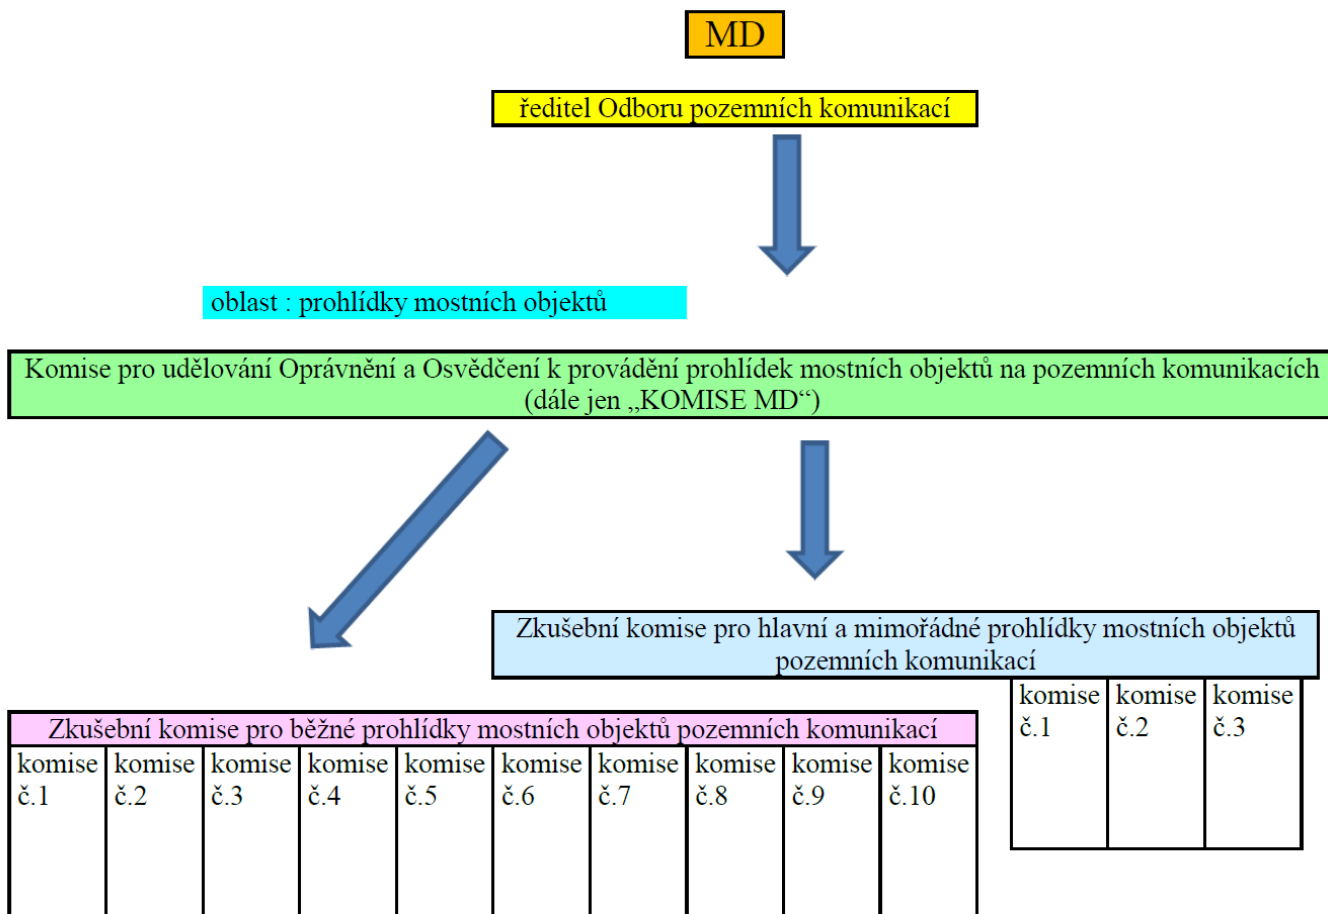 MD
ředitel Odboru pozemních komunikací
oblast : prohlídky mostních objektů
Komise pro udělování Oprávnění a Osvědčení k provádění prohlídek mostních objektů na pozemních komunikacích
(dále jen „KOMISE MD“)
Zkušební komise pro hlavní a mimořádné prohlídky mostních objektů
pozemních komunikací
komise č.1
komise č.2
komise č.3
Zkušební komise pro běžné prohlídky mostních objektů pozemních komunikací
komise č.1
komise č.2
komise č.3
komise č.4
komise č.5
komise č.6
komise č.7
komise č.8
komise č.9
komise č.10